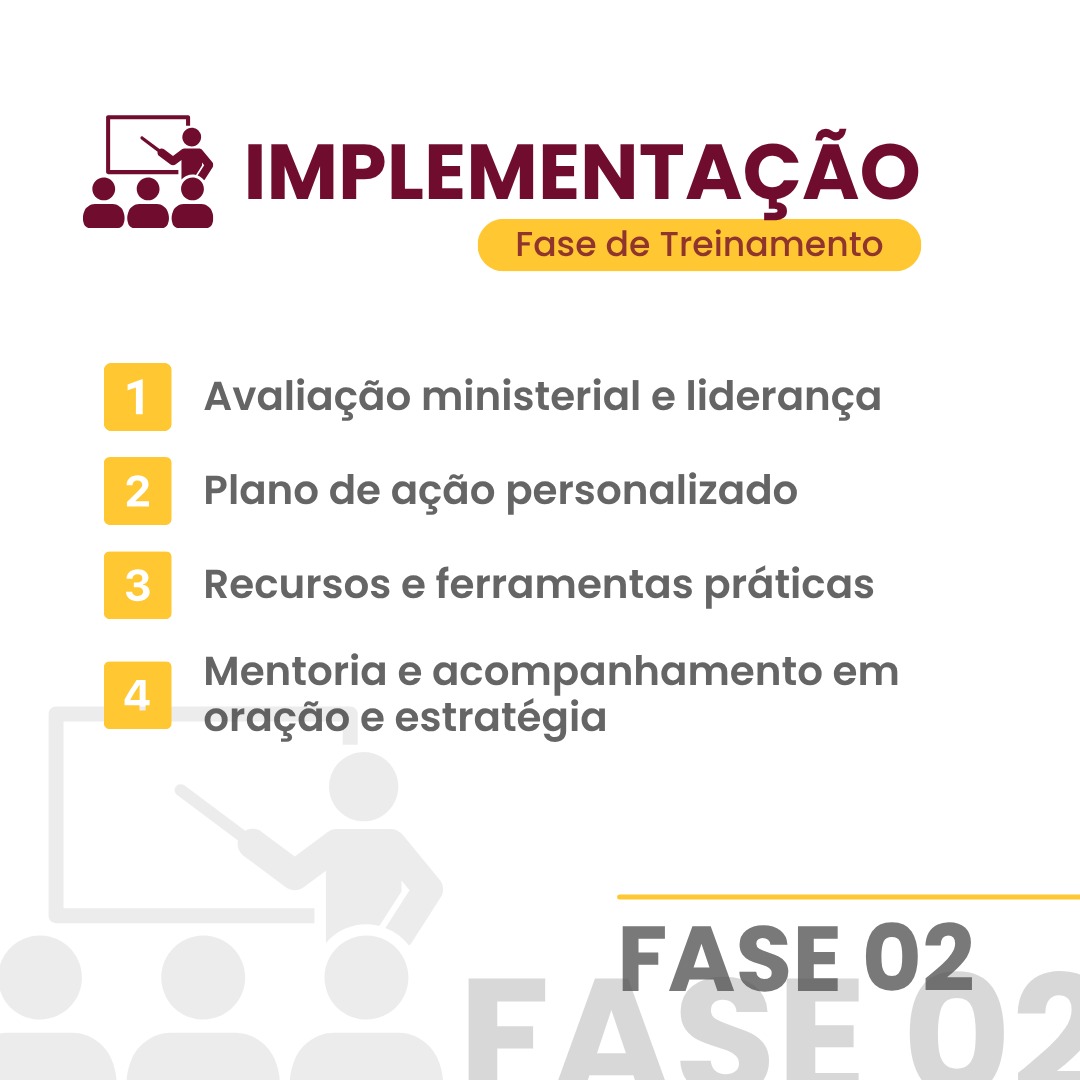 IMPLEMENTAÇÃO
Fase de Treinamento
1 Avaliação ministerial e liderança
2 Plano de ação personalizado
3 Recursos e ferramentas práticas
4 Mentoria e acompanhamento em
oração e estratégia
FASE 02
FASE 02